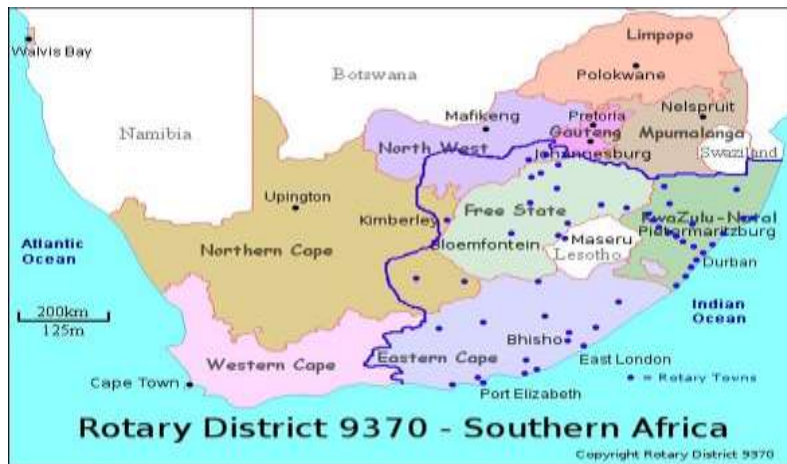 Limpopo
Walvis Bay
Polokwane
Botswana
Nelspruit
Mafikeng
Pretoria
Namibia
Gauteng
Mpumalanga
North West
Johannesburg
Swaziland
Upington
Kimberley
Free State
KwaZulu-Natal
Pietermaritzburg
Atlantic
Ocean
Northern Cape
Bloemfontein
Maseru
Lesotho
Durban
200km
125m
Indian
Ocean
Bhisho
Western Cape
Eastern Cape
East London
Cape Town
= Rotary Towns
Port Elizabeth
Rotary District 9370 - Southern Africa
Copyright Rotary District 9370